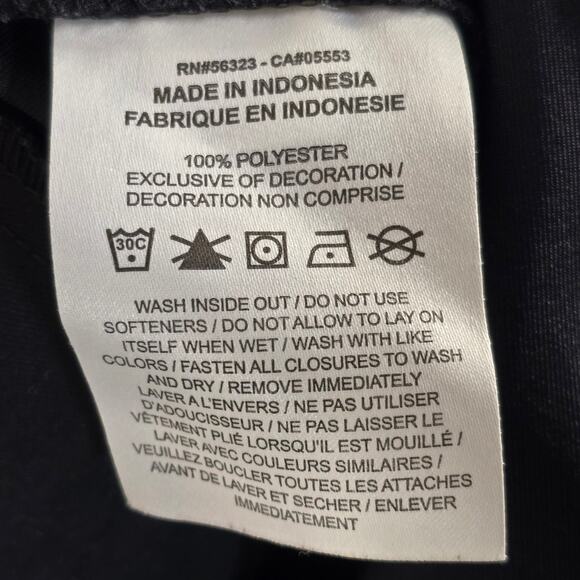 RN#56323 - CA#05553
MADE IN INDONESIA
FABRIQUE EN INDONESIE
100% POLYESTER
EXCLUSIVE OF DECORATION /
DECORATION NON COMPRISE
30C
WASH INSIDE OUT / DO NOT USE
SOFTENERS / DO NOT ALLOW TO LAY ON
ITSELF WHEN WET / WASH WITH LIKE
COLORS / FASTEN ALL CLOSURES TO WASH
AND DRY / REMOVE IMMEDIATELY
LAVER A L'ENVERS / NE PAS UTILISER
D'ADOUCISSEUR / NE PAS LAISSER LE
VÊTEMENT PLIÉ LORSQU'IL EST MOUILLÉ /
LAVER AVEC COULEURS SIMILAIRES /
VEUILLEZ BOUCLER TOUTES LES ATTACHES
AVANT DE LAVER ET SECHER / ENLEVER
IMMEDIATEMENT